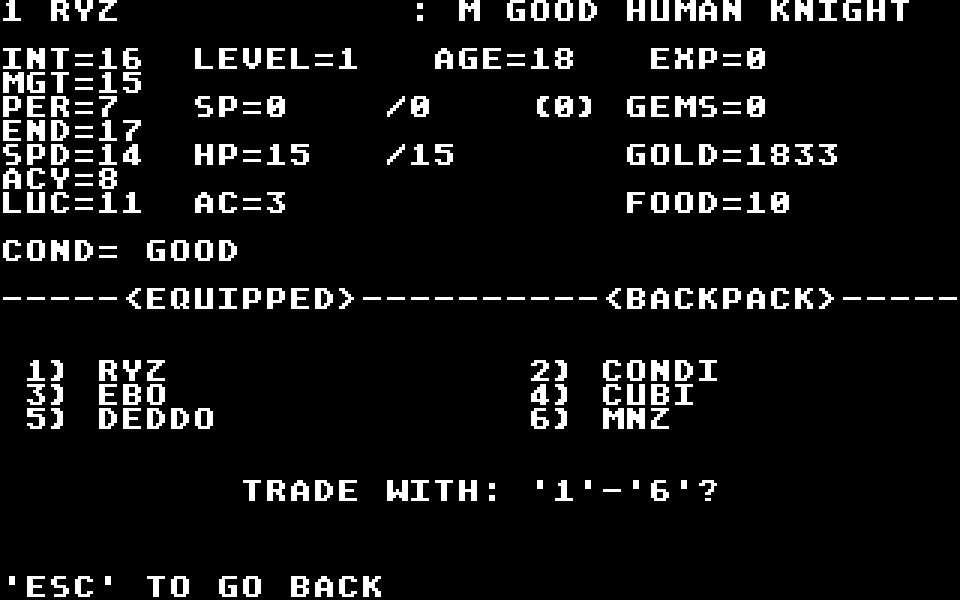 1 RYZ : M GOOD HUMAN KNIGHT
INT=16 LEVEL=1 AGE=18 EXP=0
MGT=15
PER=7 SP=0 /0 (0) GEMS=0
END=17
SPD=14 HP=15 /15 GOLD=1833
ACY=8
LUC=11 AC=3 FOOD=10
COND= GOOD
-----<EQUIPPED>----------<BACKPACK>-----
1) RYZ 2) CONDI
3) EBO 4) CUBI
5) DEDDO 6) MNZ
TRADE WITH: '1'-'6'?
'ESC' TO GO BACK